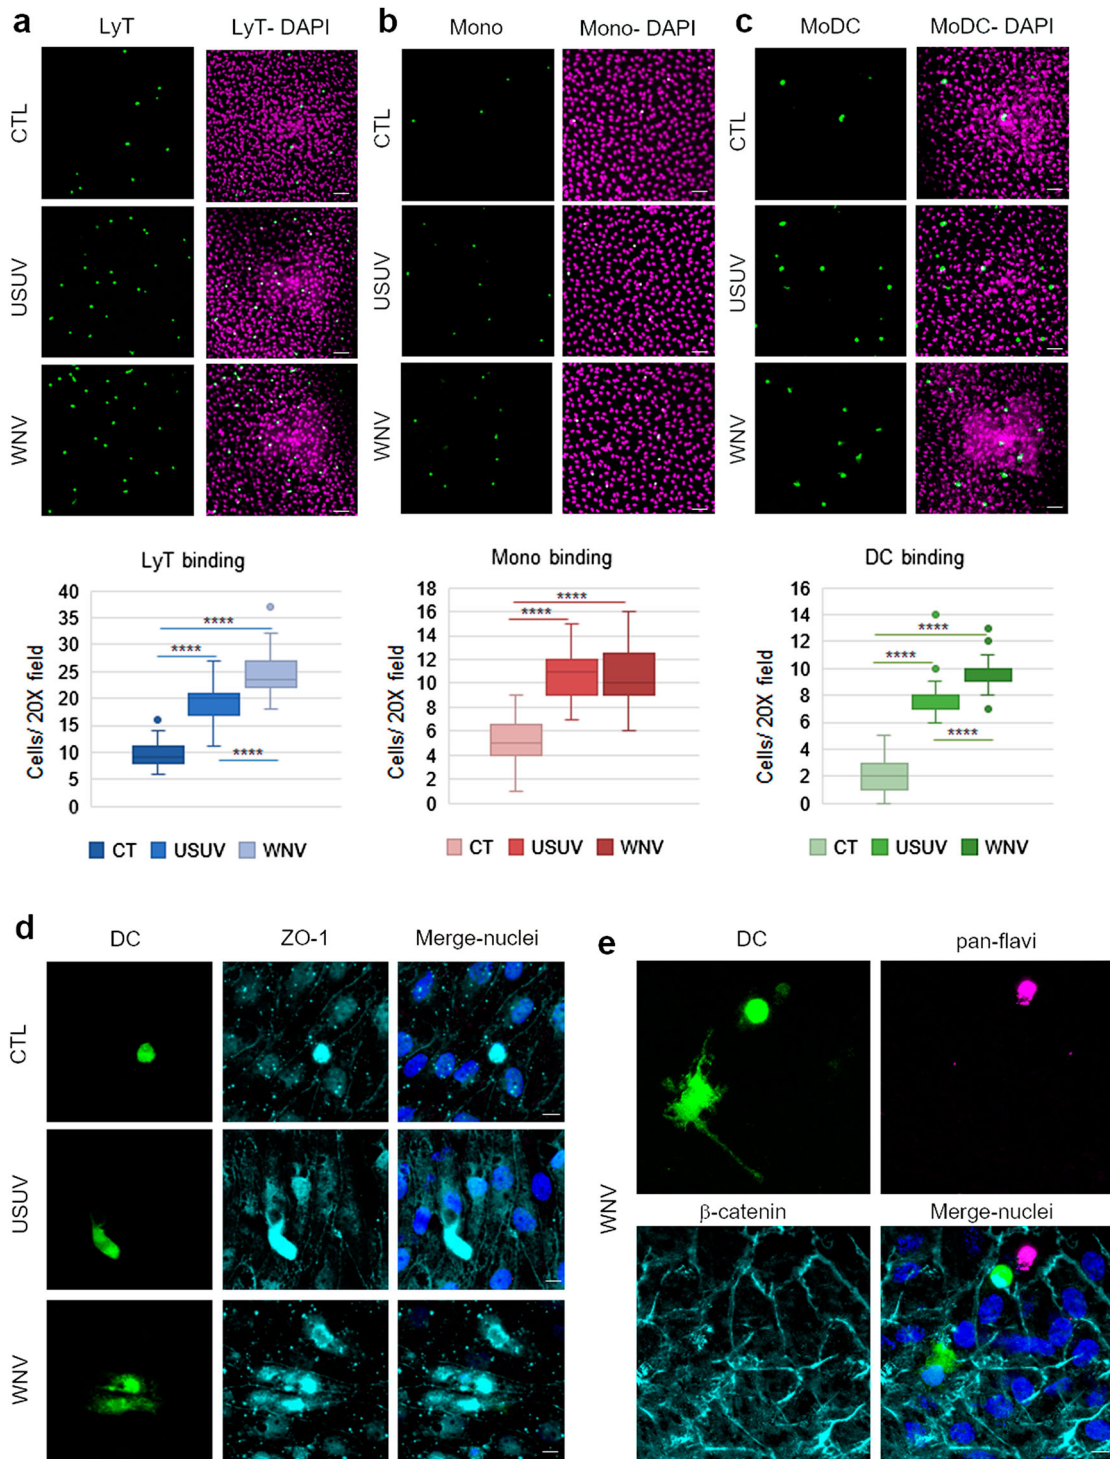 a
LyT
LyT- DAPI
b
Mono
Mono- DAPI
c
MoDC
MoDC- DAPI
CTL
USUV
WNV
CTL
USUV
WNV
CTL
USUV
WNV
LyT binding
Cells/ 20X field
40
35
30
25
20
15
10
5
0
****
****
****
CT USUV WNV
Mono binding
Cells/ 20X field
18
16
14
12
10
8
6
4
2
0
****
****
CT USUV WNV
DC binding
Cells/ 20X field
16
14
12
10
8
6
4
2
0
****
****
****
CT USUV WNV
d
DC
ZO-1
Merge-nuclei
CTL
USUV
WNV
e
DC
pan-flavi
WNV
β-catenin
Merge-nuclei